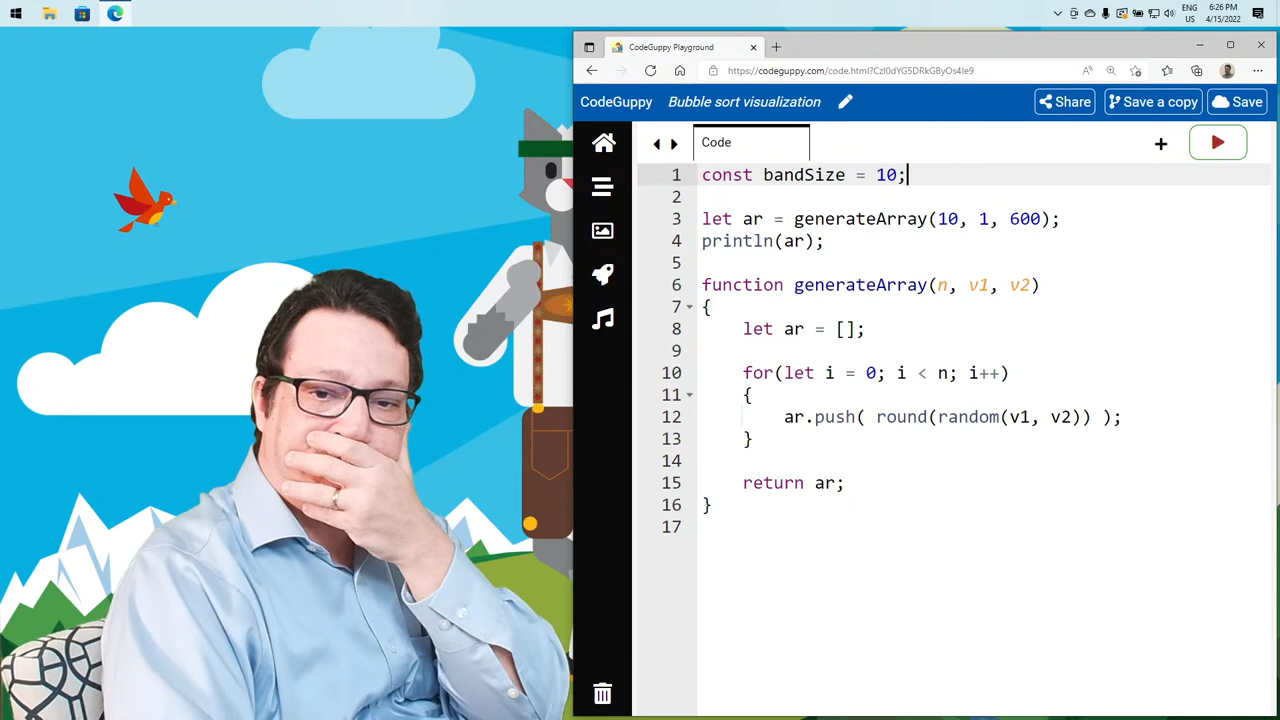 ENG
US
6:26 PM
4/15/2022
CodeGuppy Playground
https://codeguppy.com/code.html?CzI0dYG5DRkGByOs4Ie9
CodeGuppy
Bubble sort visualization
Share
Save a copy
Save
Code
1 const bandSize = 10;
2
3 let ar = generateArray(10, 1, 600);
4 println(ar);
5
6 function generateArray(n, v1, v2)
7 {
8 let ar = [];
9
10 for(let i = 0; i < n; i++)
11 {
12 ar.push( round(random(v1, v2)) );
13 }
14
15 return ar;
16 }
17